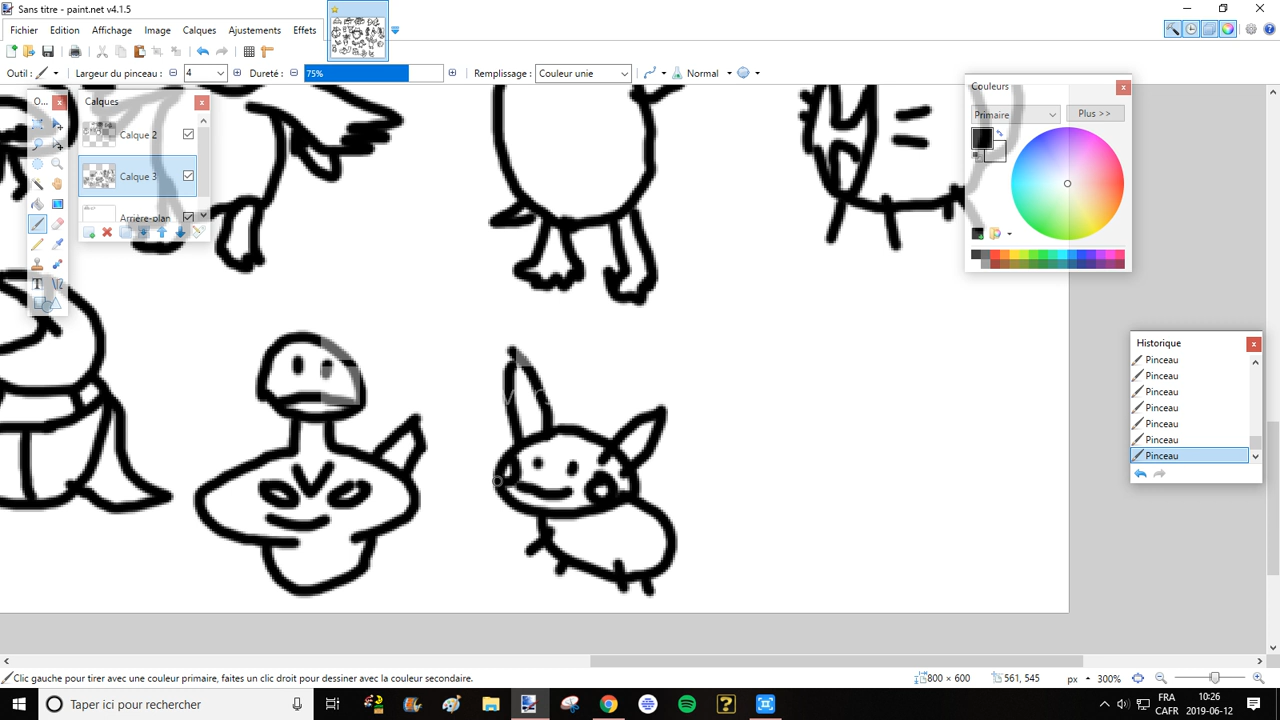 Sans titre - paint.net v4.1.5
Fichier Edition Affichage Image Calques Ajustements Effets
Outil : Largeur du pinceau : 4 Dureté : 75% Remplissage : Couleur unie Normal
O... Calques
Calque 2
Calque 3
Arrière-plan
Couleurs
Primaire Plus >>
Historique
Pinceau
Pinceau
Pinceau
Pinceau
Pinceau
Pinceau
Pinceau
Clic gauche pour tirer avec une couleur primaire, faites un clic droit pour dessiner avec la couleur secondaire. 800 × 600 561, 545 px 300%
Taper ici pour rechercher
FRA
CAFR
10:26
2019-06-12